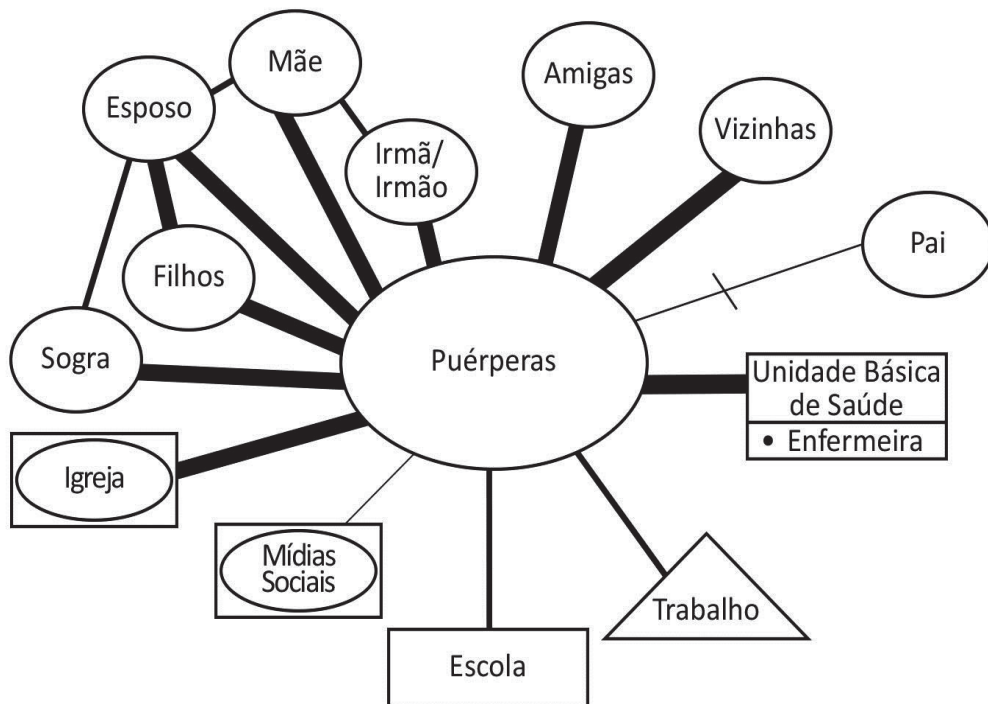 Mãe
Esposo
Amigas
Vizinhas
Irmã/
Irmão
Pai
Filhos
Sogra
Puérperas
Unidade Básica
de Saúde
• Enfermeira
Igreja
Mídias
Sociais
Trabalho
Escola